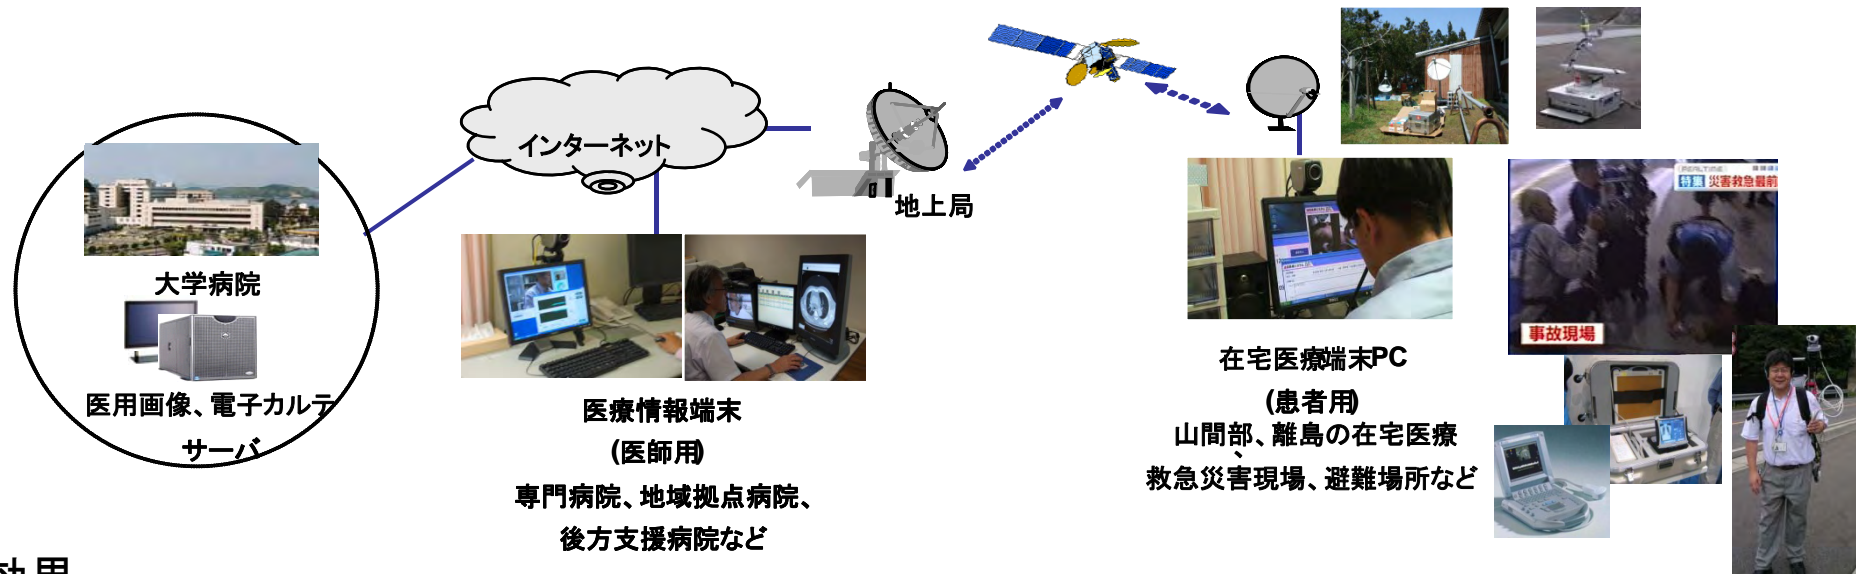 インターネット
地上局
大学病院
医用画像、電子カルテ
サーバ
医療情報端末
(医師用)
専門病院、地域拠点病院、
後方支援病院など
在宅医療端末PC
(患者用)
山間部、離島の在宅医療、
救急災害現場、避難場所など
特集 災害救急最前
事故現場